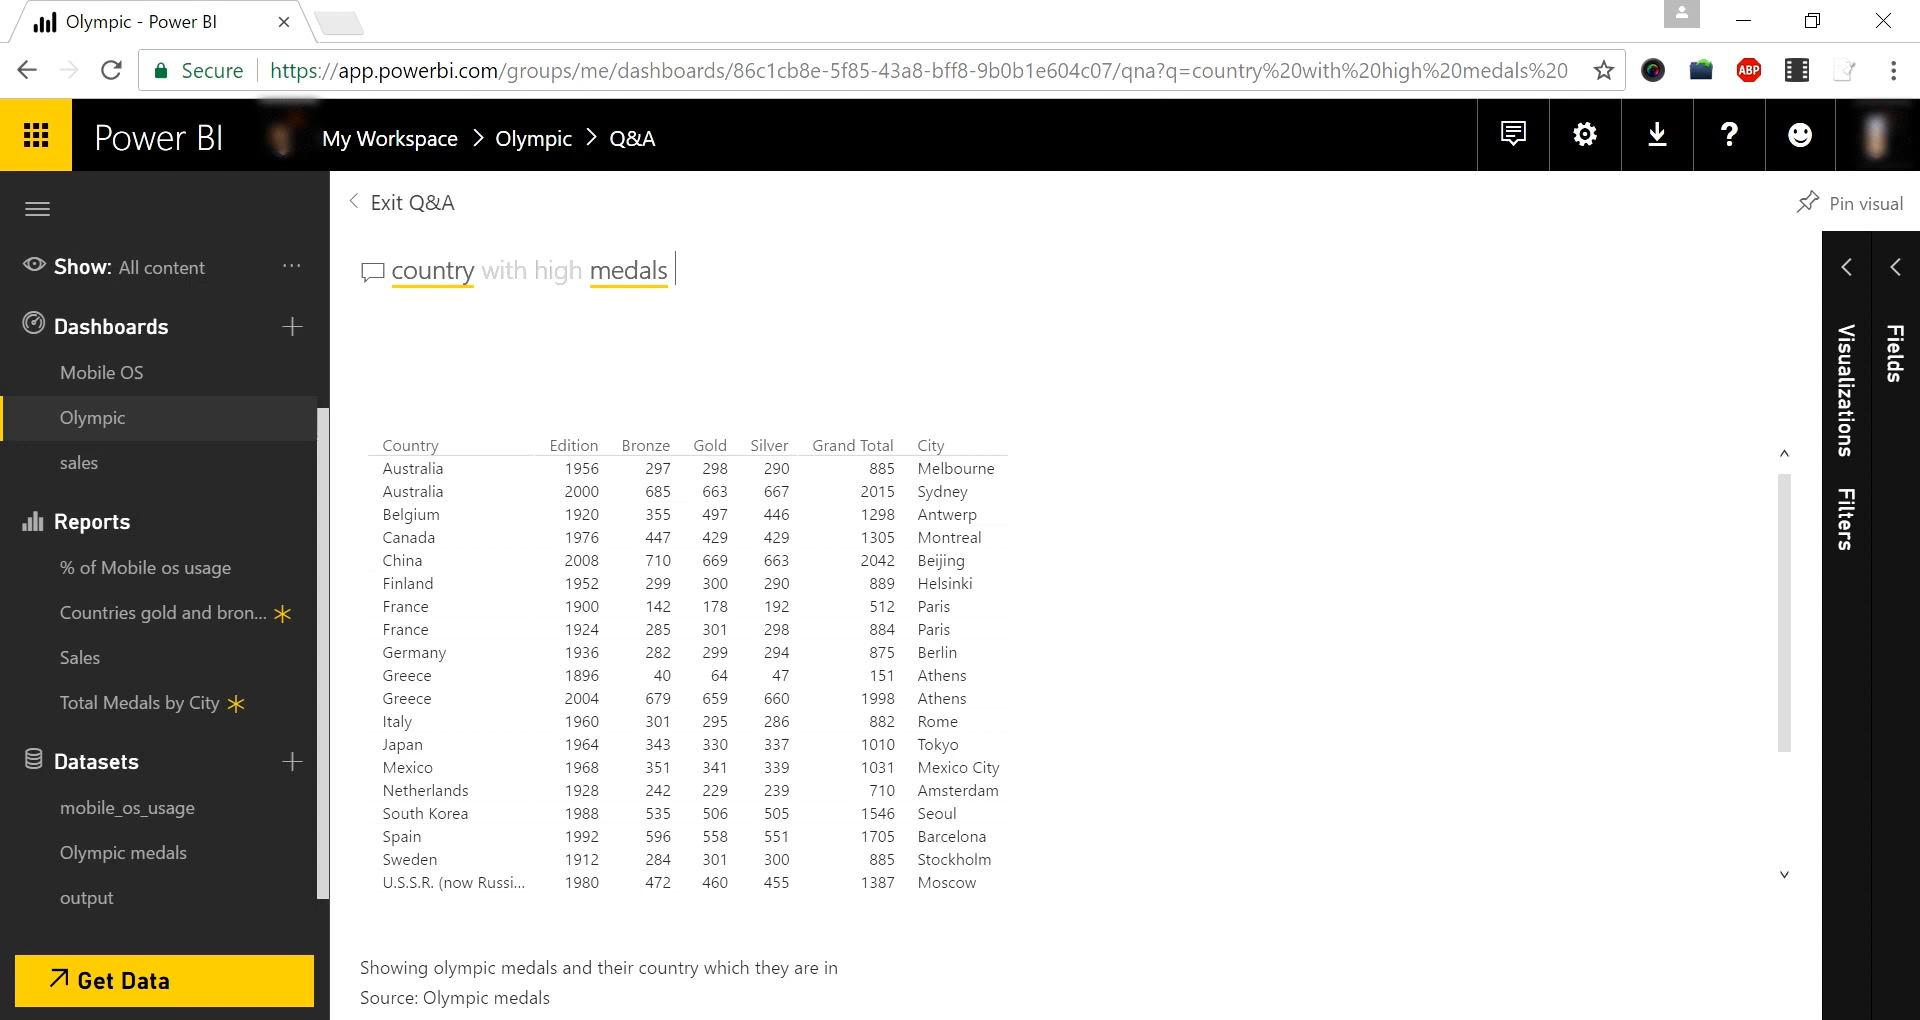 Olympic - Power BI
Secure https://app.powerbi.com/groups/me/dashboards/86c1cb8e-5f85-43a8-bff8-9b0b1e604c07/qna?q=country%20with%20high%20medals%20
ABP
Power BI My Workspace > Olympic > Q&A ?
Exit Q&A
Pin visual
country with high medals
Show: All content ...
Dashboards +
Mobile OS
Olympic
sales
Reports
% of Mobile os usage
Countries gold and bron...
Sales
Total Medals by City
Datasets +
mobile_os_usage
Olympic medals
output
Get Data
Country Edition Bronze Gold Silver Grand Total City
Australia 1956 297 298 290 885 Melbourne
Australia 2000 685 663 667 2015 Sydney
Belgium 1920 355 497 446 1298 Antwerp
Canada 1976 447 429 429 1305 Montreal
China 2008 710 669 663 2042 Beijing
Finland 1952 299 300 290 889 Helsinki
France 1900 142 178 192 512 Paris
France 1924 285 301 298 884 Paris
Germany 1936 282 299 294 875 Berlin
Greece 1896 40 64 47 151 Athens
Greece 2004 679 659 660 1998 Athens
Italy 1960 301 295 286 882 Rome
Japan 1964 343 330 337 1010 Tokyo
Mexico 1968 351 341 339 1031 Mexico City
Netherlands 1928 242 229 239 710 Amsterdam
South Korea 1988 535 506 505 1546 Seoul
Spain 1992 596 558 551 1705 Barcelona
Sweden 1912 284 301 300 885 Stockholm
U.S.S.R. (now Russi... 1980 472 460 455 1387 Moscow
Showing olympic medals and their country which they are in
Source: Olympic medals
Visualizations
Filters
Fields